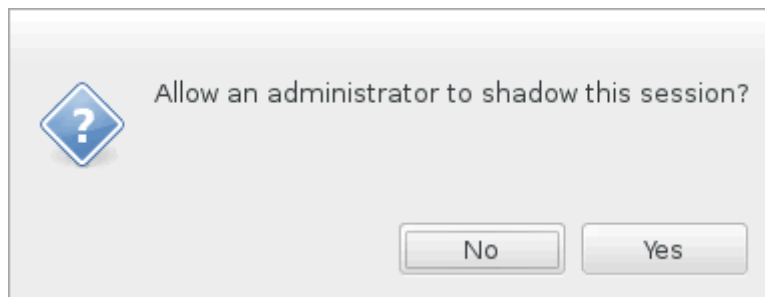 Allow an administrator to shadow this session?
?
No Yes